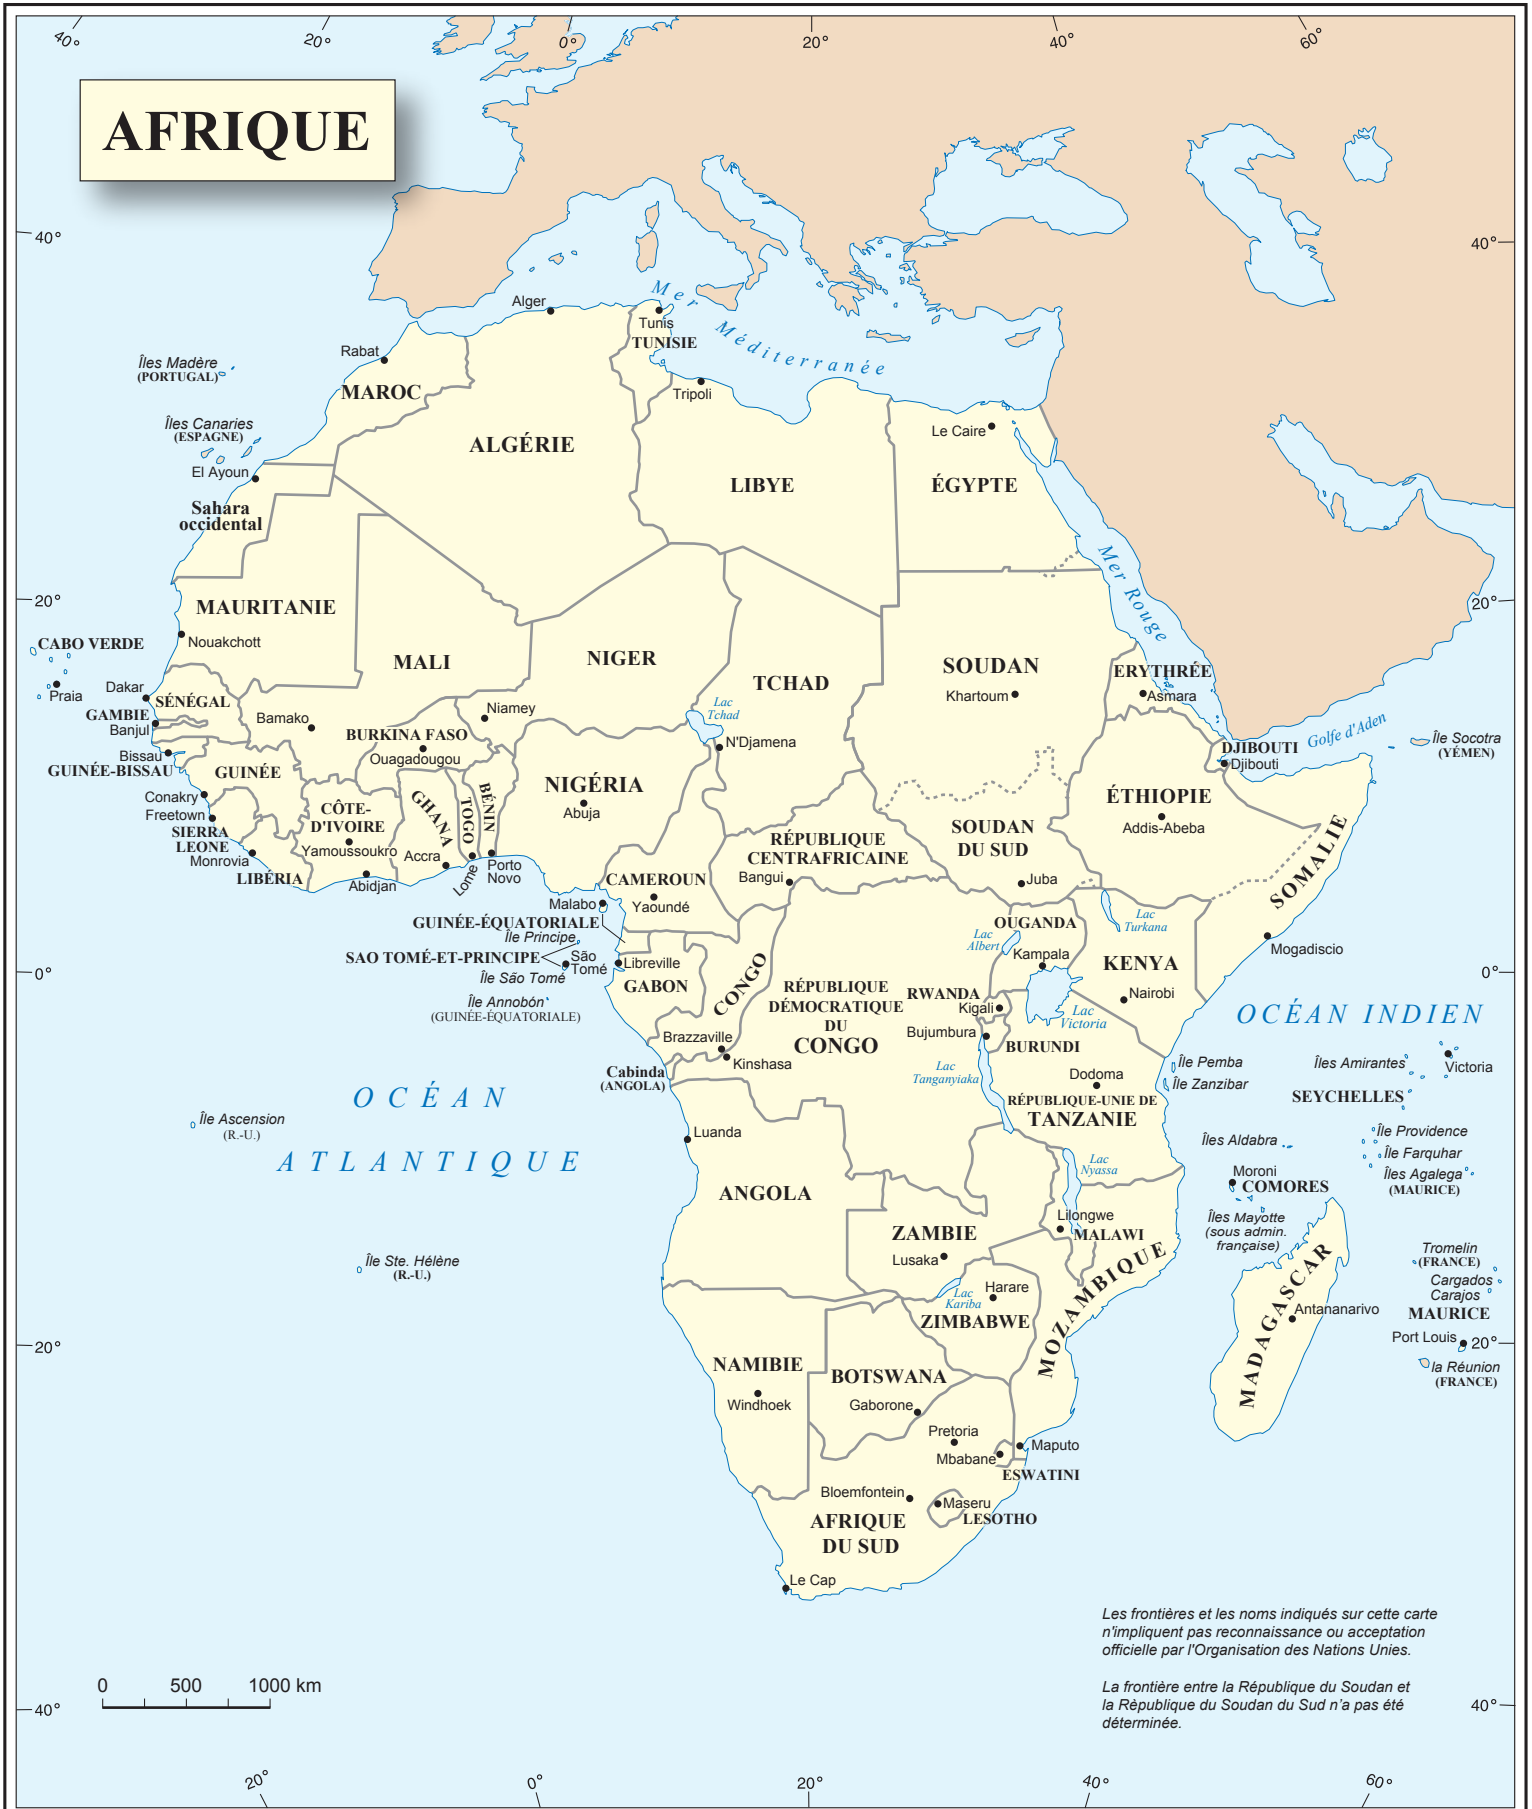 40°
20°
0°
20°
40°
60°
AFRIQUE
40°
40°
Mer Méditerranée
Alger
Tunis
TUNISIE
Rabat
Tripoli
Îles Madère
(PORTUGAL)
MAROC
Îles Canaries
(ESPAGNE)
El Ayoun
ALGÉRIE
Le Caire
LIBYE
ÉGYPTE
Sahara
occidental
Mer Rouge
20°
20°
MAURITANIE
Nouakchott
CABO VERDE
Praia
MALI
NIGER
TCHAD
SOUDAN
Khartoum
ERYTHRÉE
Asmara
Dakar
SÉNÉGAL
GAMBIE
Banjul
Bamako
Niamey
Lac
Tchad
N'Djamena
BURKINA FASO
Ouagadougou
Golfe d'Aden
Île Socotra
(YÉMEN)
DJIBOUTI
Djibouti
Bissau
GUINÉE-BISSAU
GUINÉE
NIGÉRIA
Abuja
BÉNIN
TOGO
GHANA
Conakry
Freetown
SIERRA
LEONE
Monrovia
LIBÉRIA
CÔTE-
D'IVOIRE
Yamoussoukro
Abidjan
Accra
Lome
Porto
Novo
ÉTHIOPIE
Addis-Abeba
SOUDAN
DU SUD
Juba
RÉPUBLIQUE
CENTRAFRICAINE
Bangui
SOMALIE
Mogadiscio
CAMEROUN
Yaoundé
Malabo
GUINÉE-ÉQUATORIALE
Île Principe
SAO TOMÉ-ET-PRINCIPE
São
Tomé
Île São Tomé
Libreville
GABON
CONGO
Île Annobón
(GUINÉE-ÉQUATORIALE)
OUGANDA
Lac
Albert
Kampala
Lac
Turkana
KENYA
Nairobi
0°
0°
RÉPUBLIQUE
DÉMOCRATIQUE
DU
CONGO
RWANDA
Kigali
Bujumbura
BURUNDI
Lac
Victoria
OCÉAN INDIEN
Brazzaville
Kinshasa
Cabinda
(ANGOLA)
Lac
Tanganyiaka
Dodoma
RÉPUBLIQUE-UNIE DE
TANZANIE
Île Pemba
Île Zanzibar
Îles Amirantes
Victoria
SEYCHELLES
OCÉAN
ATLANTIQUE
Île Ascension
(R.-U.)
Luanda
Île Providence
Îles Aldabra
Île Farquhar
Îles Agalega
(MAURICE)
Lac
Nyassa
Moroni
COMORES
Îles Mayotte
(sous admin.
française)
ANGOLA
ZAMBIE
Lusaka
Lilongwe
MALAWI
MOZAMBIQUE
Île Ste. Hélène
(R.-U.)
Tromelin
(FRANCE)
Cargados
Carajos
MAURICE
Port Louis
la Réunion
(FRANCE)
MADAGASCAR
Antananarivo
Lac
Kariba
Harare
ZIMBABWE
20°
20°
NAMIBIE
Windhoek
BOTSWANA
Gaborone
Pretoria
Mbabane
Maputo
ESWATINI
Bloemfontein
Maseru
LESOTHO
AFRIQUE
DU SUD
Le Cap
Les frontières et les noms indiqués sur cette carte
n'impliquent pas reconnaissance ou acceptation
officielle par l'Organisation des Nations Unies.
La frontière entre la République du Soudan et
la Rèpublique du Soudan du Sud n'a pas été
déterminée.
0 500 1000 km
40°
40°
20°
0°
20°
40°
60°